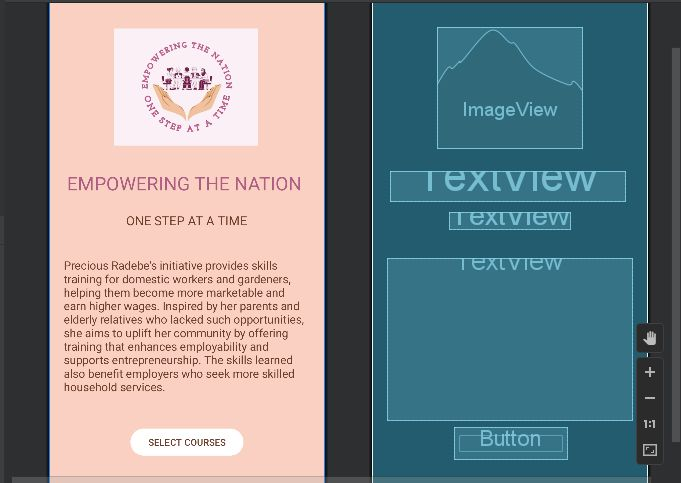 EMPOWERING THE NATION
ONE STEP AT A TIME
EMPOWERING THE NATION
ONE STEP AT A TIME
Precious Radebe's initiative provides skills
training for domestic workers and gardeners,
helping them become more marketable and
earn higher wages. Inspired by her parents and
elderly relatives who lacked such opportunities,
she aims to uplift her community by offering
training that enhances employability and
supports entrepreneurship. The skills learned
also benefit employers who seek more skilled
household services.
SELECT COURSES
ImageView
TextView
TextView
TextView
Button
1:1